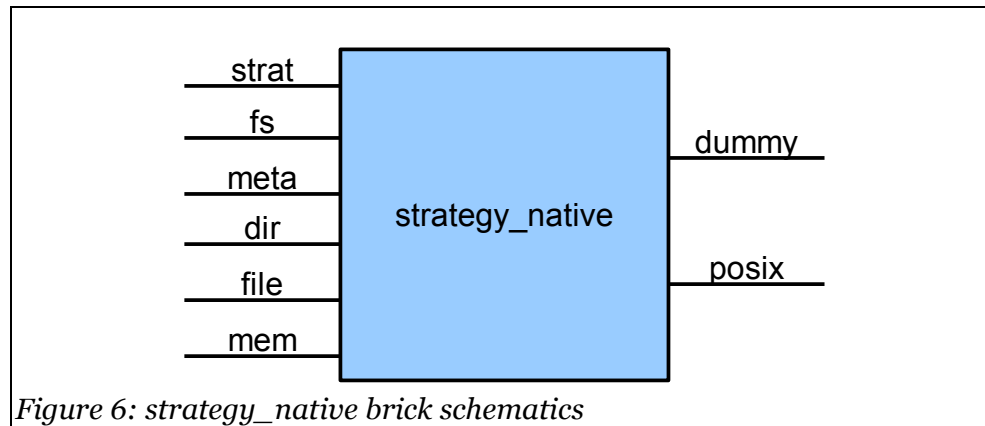 strat
fs
meta
dir
file
mem
strategy_native
dummy
posix
Figure 6: strategy_native brick schematics